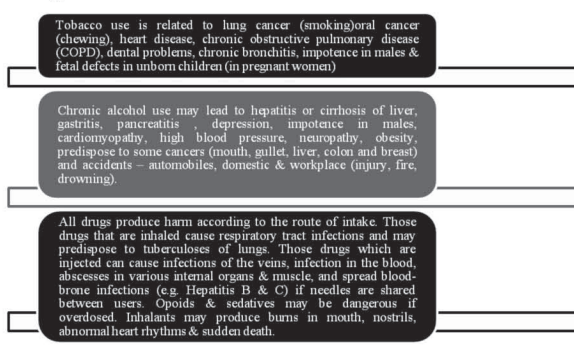 Tobacco use is related to lung cancer (smoking)oral cancer
(chewing), heart disease, chronic obstructive pulmonary disease
(COPD), dental problems, chronic bronchitis, impotence in males &
fetal defects in unborn children (in pregnant women)
Chronic alcohol use may lead to hepatitis or cirrhosis of liver,
gastritis, pancreatitis , depression, impotence in males,
cardiomyopathy, high blood pressure, neuropathy, obesity,
predispose to some cancers (mouth, gullet, liver, colon and breast)
and accidents – automobiles, domestic & workplace (injury, fire,
drowning).
All drugs produce harm according to the route of intake. Those
drugs that are inhaled cause respiratory tract infections and may
predispose to tuberculoses of lungs. Those drugs which are
injected can cause infections of the veins, infection in the blood,
abscesses in various internal organs & muscle, and spread blood-
brone infections (e.g. Hepatitis B & C) if needles are shared
between users. Opoids & sedatives may be dangerous if
overdosed. Inhalants may produce burns in mouth, nostrils,
abnormal heart rhythms & sudden death.